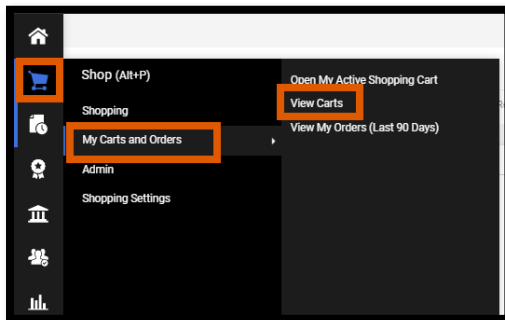 Shop (Alt+P)
Shopping
My Carts and Orders
Admin
Shopping Settings
Open My Active Shopping Cart
View Carts
View My Orders (Last 90 Days)